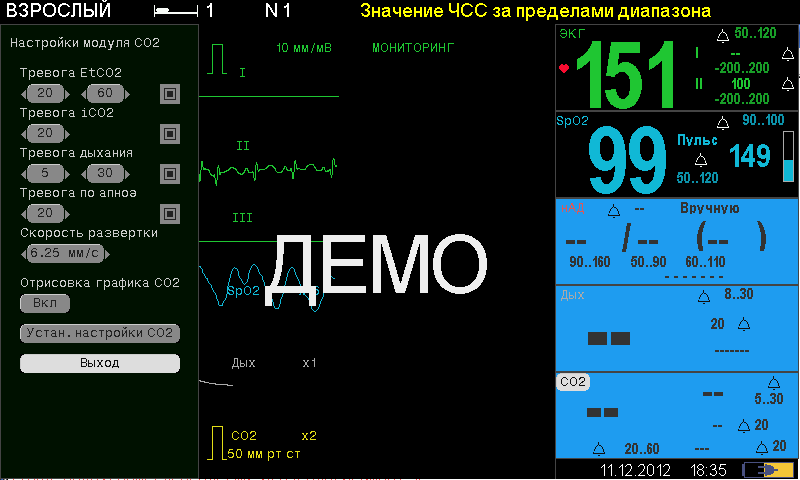 ВЗРОСЛЫЙ 1 N 1 Значение ЧСС за пределами диапазона
Настройки модуля CO2
Тревога EtCO2
20 60
Тревога iCO2
20
Тревога дыхания
5 30
Тревога по апноэ
20
Скорость развертки
6.25 мм/с
Отрисовка графика CO2
Вкл
Устан. настройки CO2
Выход
10 мм/мВ МОНИТОРИНГ
I
II
III
ДЕМО
SpO2
Дых x1
CO2 x2
50 мм рт ст
ЭКГ 50..120
151
I --
-200..200
II 100
-200..200
SpO2 90..100
99
Пульс 149
50..120
-- Вручную
-- / -- ( -- )
90..160 50..90 60..110
-------
Дых 8..30
-- 20
-------
CO2 --
5..30
--
-- 20
20..60 --- 20
11.12.2012 18:35